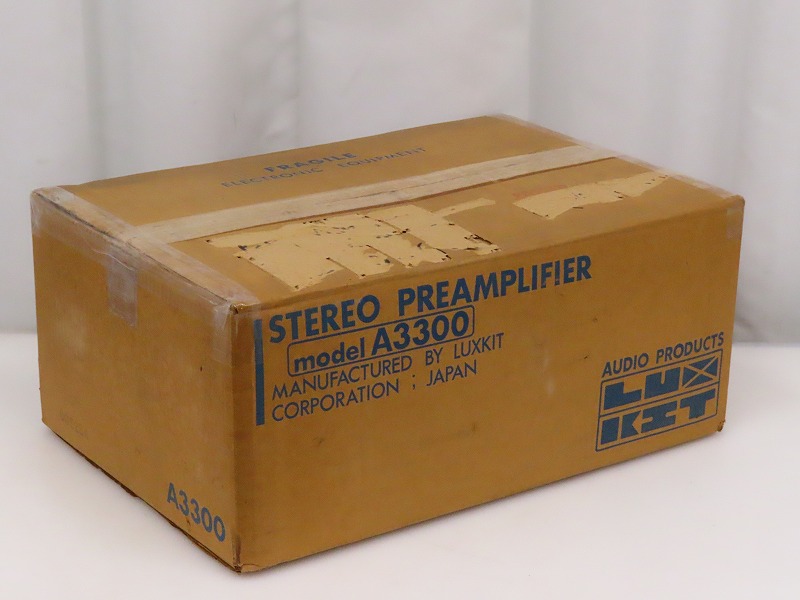 FRAGILE
ELECTRONIC EQUIPMENT
STEREO PREAMPLIFIER
model A3300
MANUFACTURED BY LUXKIT
CORPORATION ; JAPAN
AUDIO PRODUCTS
LUX
KIT
A3300